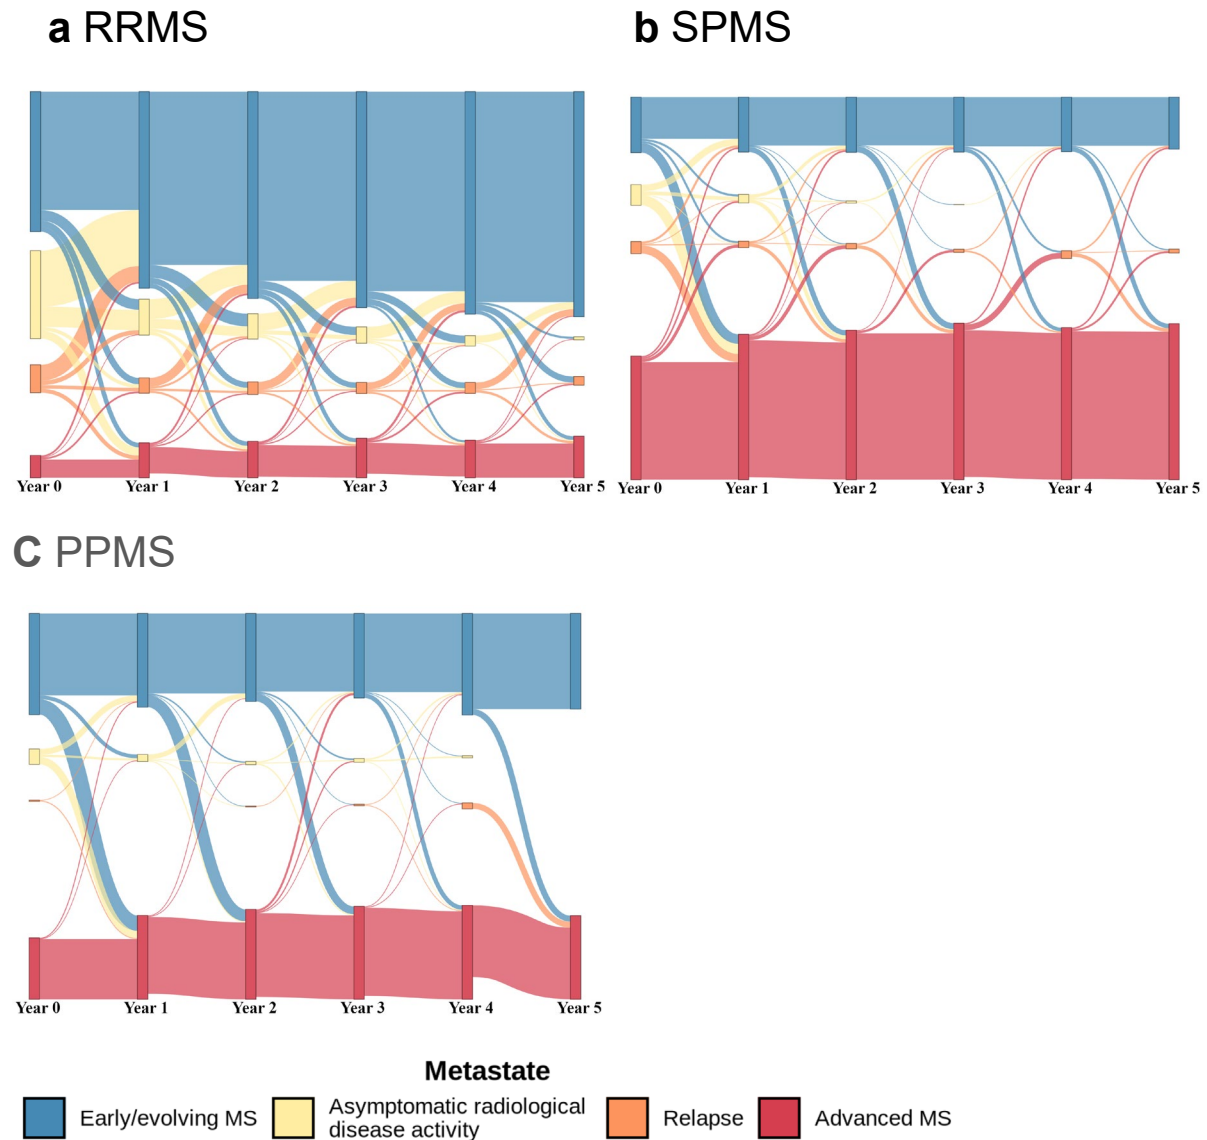 a RRMS
b SPMS
Year 0 Year 1 Year 2 Year 3 Year 4 Year 5
Year 0 Year 1 Year 2 Year 3 Year 4 Year 5
C PPMS
Year 0 Year 1 Year 2 Year 3 Year 4 Year 5
Metastate
Early/evolving MS
Asymptomatic radiological
disease activity
Relapse
Advanced MS